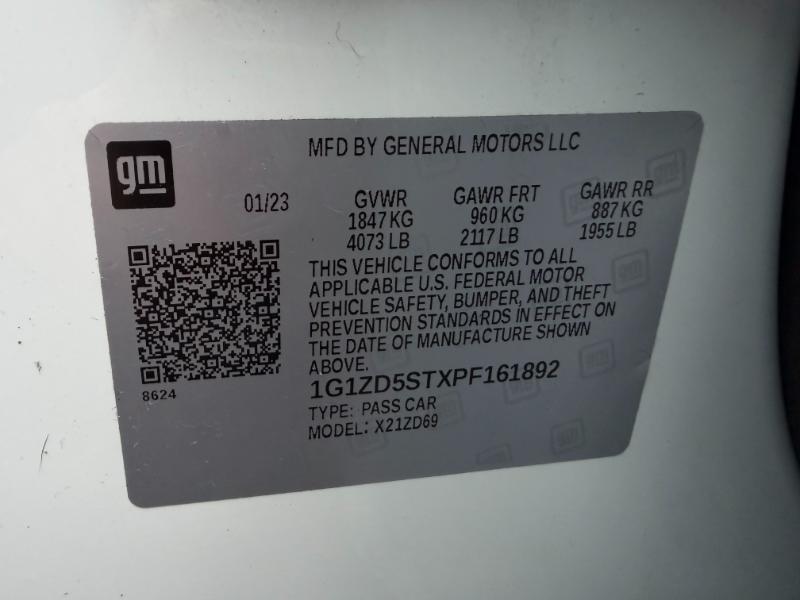 gm
MFD BY GENERAL MOTORS LLC
01/23
GVWR
1847 KG
4073 LB
GAWR FRT
960 KG
2117 LB
GAWR RR
887 KG
1955 LB
THIS VEHICLE CONFORMS TO ALL
APPLICABLE U.S. FEDERAL MOTOR
VEHICLE SAFETY, BUMPER, AND THEFT
PREVENTION STANDARDS IN EFFECT ON
THE DATE OF MANUFACTURE SHOWN
ABOVE.
8624
1G1ZD5STXPF161892
TYPE: PASS CAR
MODEL: X21ZD69